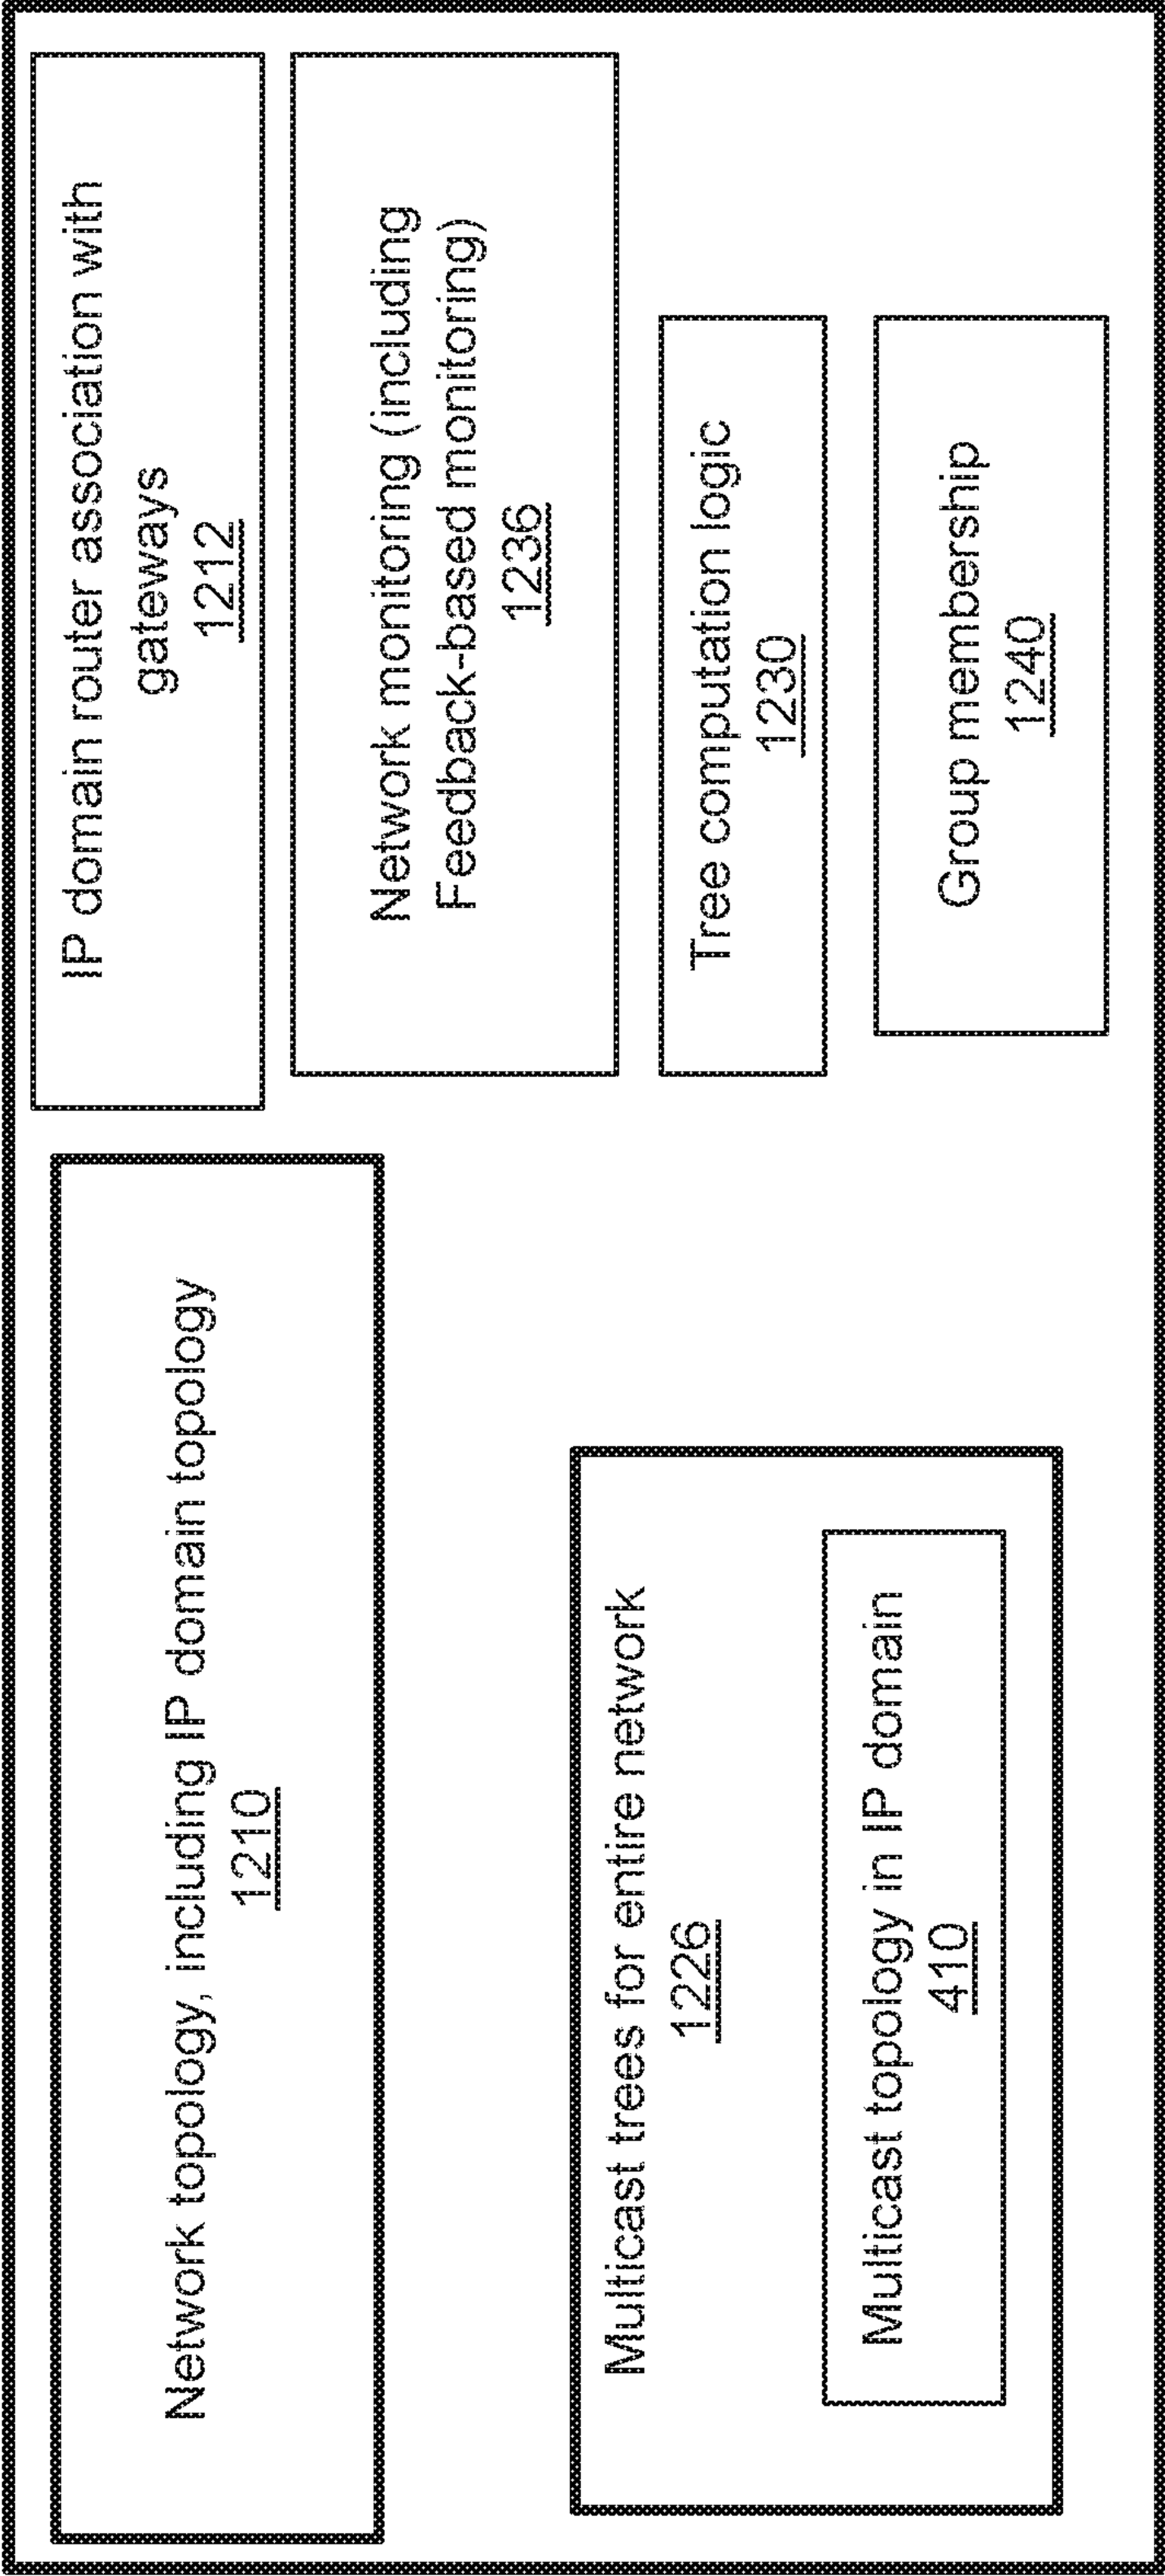 Network topology, including IP domain topology
1210
Multicast trees for entire network
1226
Multicast topology in IP domain
410
IP domain router association with
gateways
1212
Network monitoring (including
Feedback-based monitoring)
1236
Tree computation logic
1230
Group membership
1240